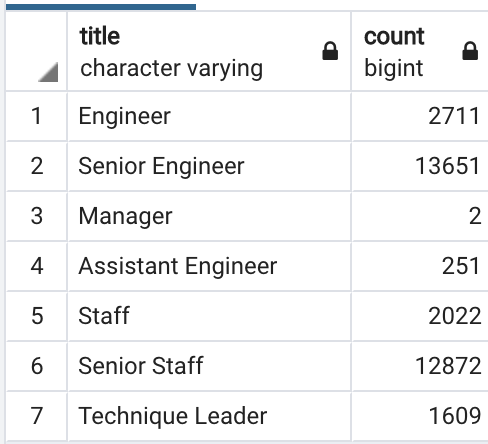 title count
character varying bigint
1 Engineer 2711
2 Senior Engineer 13651
3 Manager 2
4 Assistant Engineer 251
5 Staff 2022
6 Senior Staff 12872
7 Technique Leader 1609